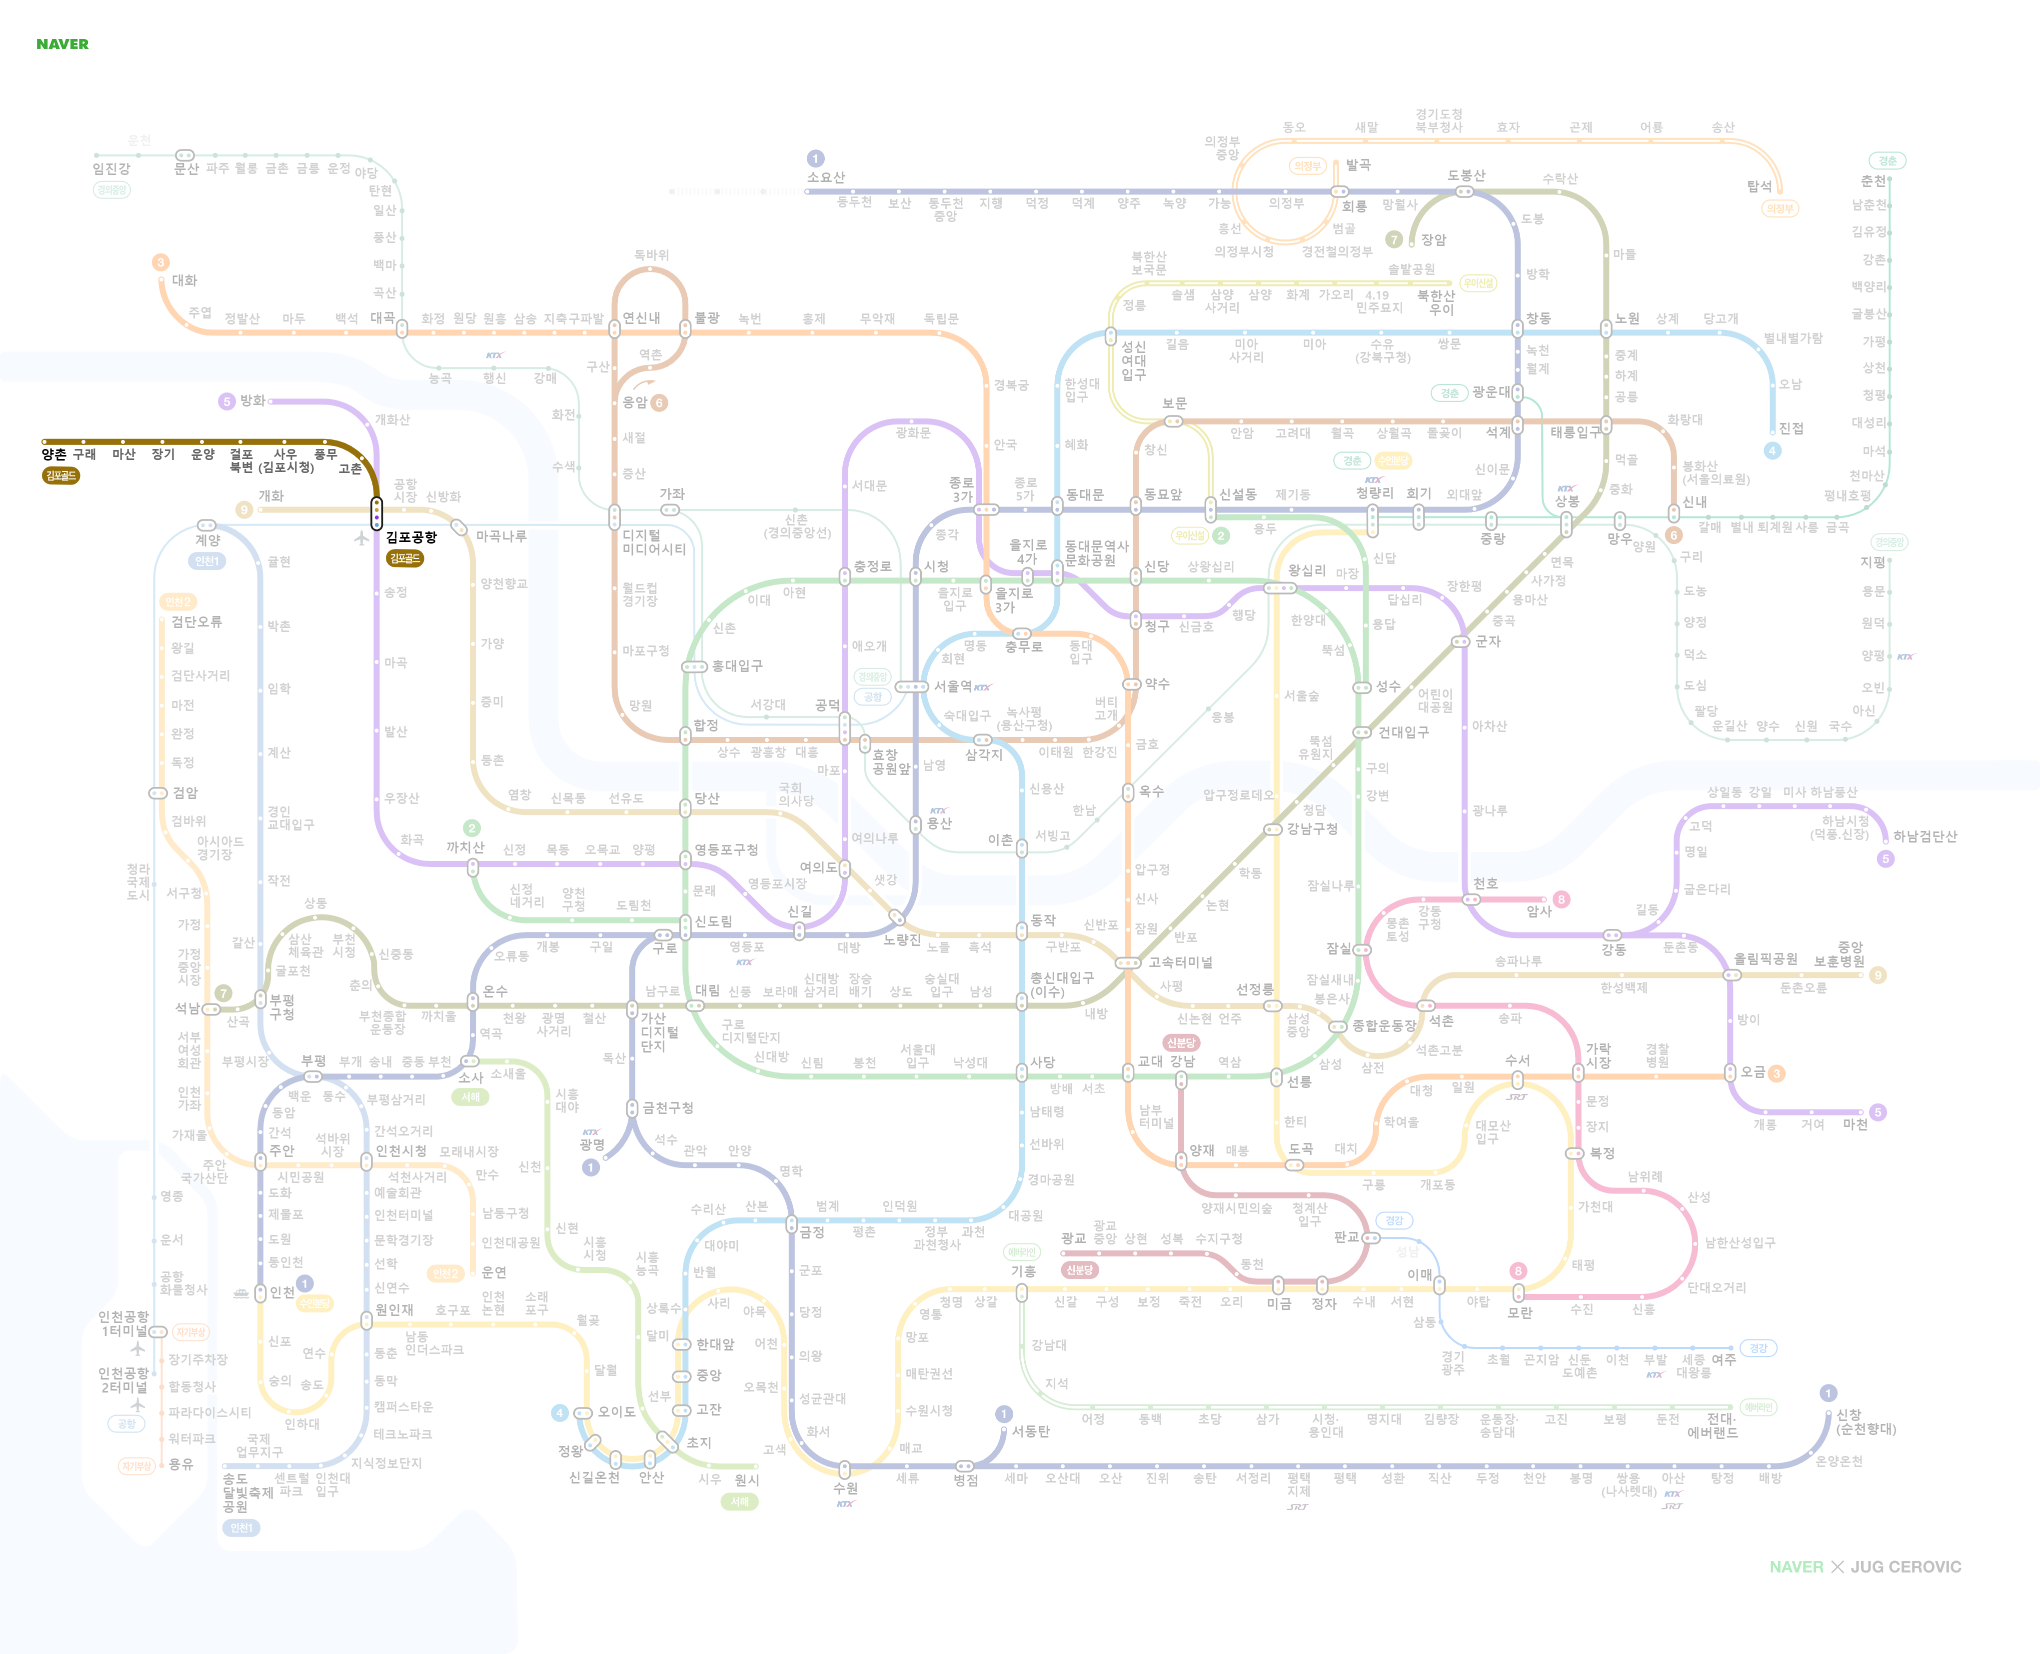 NAVER
운천
임진강
경의중앙
문산
파주
월롱
금촌
금릉
운정
야당
탄현
일산
풍산
백마
곡산
대곡
3
대화
주엽
정발산
마두
백석
화정
원당
원흥
삼송
지축
구파발
연신내
독바위
불광
녹번
홍제
무악재
독립문
구산
역촌
응암 6
능곡
KTX
행신
강매
화전
수색
새절
증산
1
소요산
동두천
보산
동두천
중앙
지행
덕정
덕계
양주
녹양
가능
의정부
회룡
망월사
도봉산
수락산
의정부
중앙
동오
새말
경기도청
북부청사
효자
곤제
어룡
송산
탑석
의정부
의정부
발곡
흥선
의정부시청
경전철의정부
범골
7 장암
도봉
방학
마들
경춘
춘천
남춘천
김유정
강촌
백양리
굴봉산
가평
상천
청평
대성리
마석
천마산
평내호평
북한산
보국문
정릉
솔샘
삼양
사거리
삼양
화계
가오리
4.19
민주묘지
솔밭공원
북한산
우이
우이신설
성신
여대
입구
길음
미아
사거리
미아
수유
(강북구청)
쌍문
창동
노원
상계
당고개
별내별가람
오남
진접
4
녹천
월계
중계
하계
공릉
경춘 광운대
석계
태릉입구
화랑대
봉화산
(서울의료원)
신내
6
먹골
중화
5 방화
개화산
양촌 구래 마산 장기 운양 걸포
북변
사우
(김포시청)
풍무
고촌
김포골드
개화
9
공항
시장
신방화
김포공항
김포골드
마곡나루
계양
인천1
귤현
박촌
임학
계산
경인
교대입구
작전
갈산
인천2
검단오류
왕길
검단사거리
마전
완정
독정
검암
검바위
아시아드
경기장
서구청
가정
가정
중앙
시장
석남
7
산곡
서부
여성
회관
인천
가좌
가재울
주안
국가산단
청라
국제
도시
영종
운서
공항
화물청사
인천공항
1터미널
자기부상
인천공항
2터미널
공항
장기주차장
합동청사
파라다이스시티
워터파크
자기부상 용유
송정
마곡
발산
우장산
화곡
양천향교
가양
증미
등촌
염창
신목동
선유도
당산
국회
의사당
2
까치산
신정
목동
오목교
양평
영등포구청
신정
네거리
양천
구청
도림천
문래
신도림
영등포시장
신길
여의도
여의나루
샛강
디지털
미디어시티
월드컵
경기장
마포구청
망원
합정
상수
광흥창
대흥
공덕
서강대
홍대입구
신촌
이대
아현
충정로
가좌
신촌
(경의중앙선)
서대문
광화문
애오개
마포
효창
공원앞
삼각지
녹사평
(용산구청)
이태원
한강진
버티
고개
약수
종로
3가
종로
5가
동대문
동묘앞
신설동
제기동
청량리
KTX
경춘 수인분당
회기
외대앞
신이문
중랑
상봉
KTX
망우
양원
구리
갈매
별내
퇴계원
사릉
금곡
경의중앙
지평
용문
원덕
양평 KTX
오빈
아신
국수
신원
양수
운길산
팔당
도심
덕소
양정
도농
종각
시청
을지로
입구
을지로
3가
을지로
4가
동대문역사
문화공원
경복궁
안국
한성대
입구
혜화
보문
안암
고려대
월곡
상월곡
돌곶이
창신
우이신설 2
용두
신답
용답
신당
상왕십리
왕십리
마장
답십리
장한평
군자
중곡
용마산
사가정
면목
청구
신금호
행당
한양대
뚝섬
성수
서울숲
충무로
명동
회현
동대
입구
경의중앙
공항
서울역 KTX
숙대입구
남영
KTX
용산
신용산
이촌
서빙고
한남
응봉
금호
옥수
압구정
신사
잠원
고속터미널
압구정로데오
강남구청
청담
뚝섬
유원지
건대입구
어린이
대공원
아차산
광나루
천호
구의
강변
잠실나루
잠실
잠실새내
학동
논현
반포
노량진
노들
흑석
동작
구반포
신반포
사평
신논현
언주
선정릉
삼성
중앙
봉은사
종합운동장
삼전
석촌고분
석촌
송파나루
한성백제
올림픽공원
둔촌오륜
중앙
보훈병원
9
강동
구청
몽촌
토성
암사
8
송파
가락
시장
강동
길동
굽은다리
명일
고덕
상일동
강일
미사
하남풍산
하남시청
(덕풍.신장)
하남검단산
5
둔촌동
방이
오금
3
개롱
거여
마천
5
구로
구일
개봉
오류동
온수
역곡
영등포
KTX
대방
대림
남구로
신풍
보라매
신대방
삼거리
장승
배기
상도
숭실대
입구
남성
총신대입구
(이수)
내방
구로
디지털단지
신대방
신림
봉천
서울대
입구
낙성대
사당
방배
서초
교대
강남
신분당
역삼
선릉
삼성
가산
디지털
단지
철산
광명
사거리
천왕
까치울
부천종합
운동장
춘의
신중동
부천
시청
상동
삼산
체육관
굴포천
부평
구청
부평시장
부평
부개
송내
중동
부천
소사
서해
소새울
시흥
대야
신천
신현
시흥
시청
시흥
능곡
달미
선부
초지
시우
원시
서해
독산
금천구청
KTX
광명
1
석수
관악
안양
명학
금정
군포
당정
의왕
성균관대
화서
수원
KTX
백운
동수
동암
간석
주안
도화
제물포
도원
동인천
인천
1
수인분당
부평삼거리
간석오거리
석바위
시장
인천시청
시민공원
석천사거리
모래내시장
만수
남동구청
인천대공원
인천2 운연
예술회관
인천터미널
문학경기장
선학
신연수
원인재
동춘
동막
캠퍼스타운
테크노파크
지식정보단지
인천대
입구
센트럴
파크
국제
업무지구
송도
달빛축제
공원
인천1
신포
숭의
인하대
송도
연수
남동
인더스파크
호구포
인천
논현
소래
포구
월곶
달월
4 오이도
정왕
신길온천
안산
고잔
중앙
한대앞
상록수
반월
대야미
수리산
산본
범계
평촌
인덕원
정부
과천청사
과천
대공원
경마공원
선바위
남태령
사리
야목
어천
오목천
고색
매교
수원시청
매탄권선
망포
영통
청명
상갈
기흥
에버라인
신갈
구성
보정
죽전
오리
미금
정자
수내
서현
이매
야탑
모란
8
수진
신흥
단대오거리
남한산성입구
산성
남위례
복정
장지
문정
경찰
병원
수서
SRT
일원
대청
학여울
대치
도곡
매봉
양재
남부
터미널
한티
구룡
개포동
대모산
입구
가천대
태평
양재시민의숲
청계산
입구
판교
경강
성남
광교
광교
중앙
상현
성복
수지구청
동천
신분당
삼동
경기
광주
초월
곤지암
신둔
도예촌
이천
부발
KTX
세종
대왕릉
여주
경강
강남대
지석
어정
동백
초당
삼가
시청·
용인대
명지대
김량장
운동장·
송담대
고진
보평
둔전
전대·
에버랜드
에버라인
1
서동탄
병점
세류
세마
오산대
오산
진위
송탄
서정리
평택
지제
SRT
평택
성환
직산
두정
천안
봉명
쌍용
(나사렛대)
아산
KTX
SRT
탕정
배방
온양온천
신창
(순천향대)
1
NAVER × JUG CEROVIC